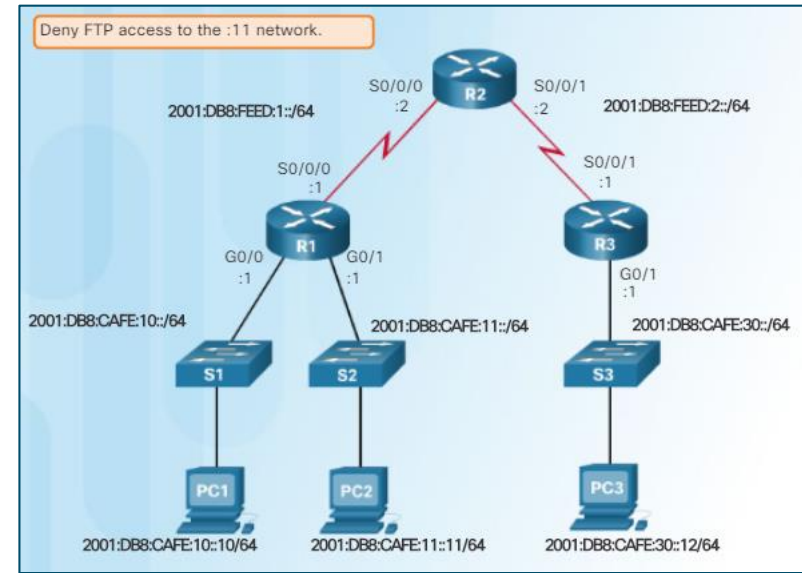 Deny FTP access to the :11 network.
S0/0/0
:2
R2
S0/0/1
:2
2001:DB8:FEED:1::/64
2001:DB8:FEED:2::/64
S0/0/0
:1
S0/0/1
:1
R1
R3
G0/0
:1
G0/1
:1
G0/1
:1
2001:DB8:CAFE:10::/64
2001:DB8:CAFE:11::/64
2001:DB8:CAFE:30::/64
S1
S2
S3
PC1
PC2
PC3
2001:DB8:CAFE:10::10/64
2001:DB8:CAFE:11::11/64
2001:DB8:CAFE:30::12/64